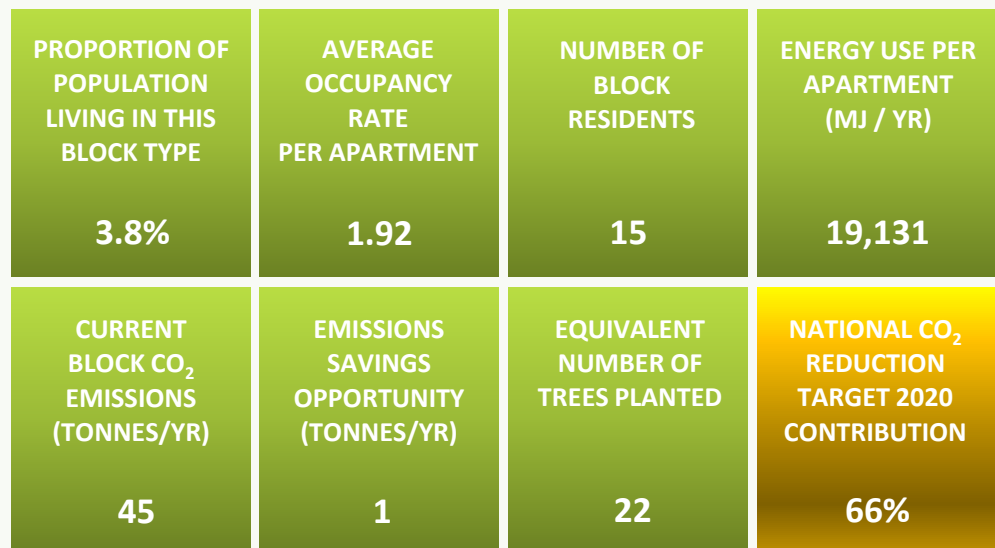 PROPORTION OF
POPULATION
LIVING IN THIS
BLOCK TYPE
3.8%
AVERAGE
OCCUPANCY
RATE
PER APARTMENT
1.92
NUMBER OF
BLOCK
RESIDENTS
15
ENERGY USE PER
APARTMENT
(MJ / YR)
19,131
CURRENT
BLOCK CO₂
EMISSIONS
(TONNES/YR)
45
EMISSIONS
SAVINGS
OPPORTUNITY
(TONNES/YR)
1
EQUIVALENT
NUMBER OF
TREES PLANTED
22
NATIONAL CO₂
REDUCTION
TARGET 2020
CONTRIBUTION
66%